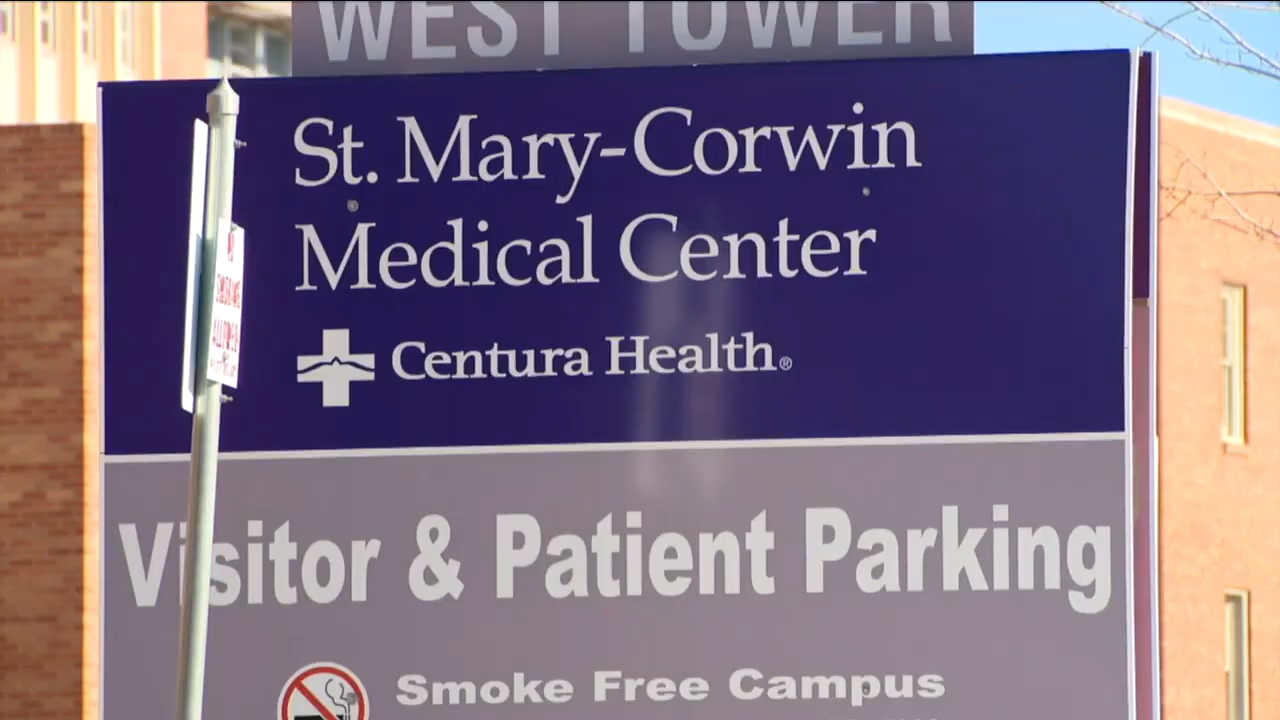 WEST TOWER
St. Mary-Corwin
Medical Center
Centura Health®
Visitor & Patient Parking
Smoke Free Campus